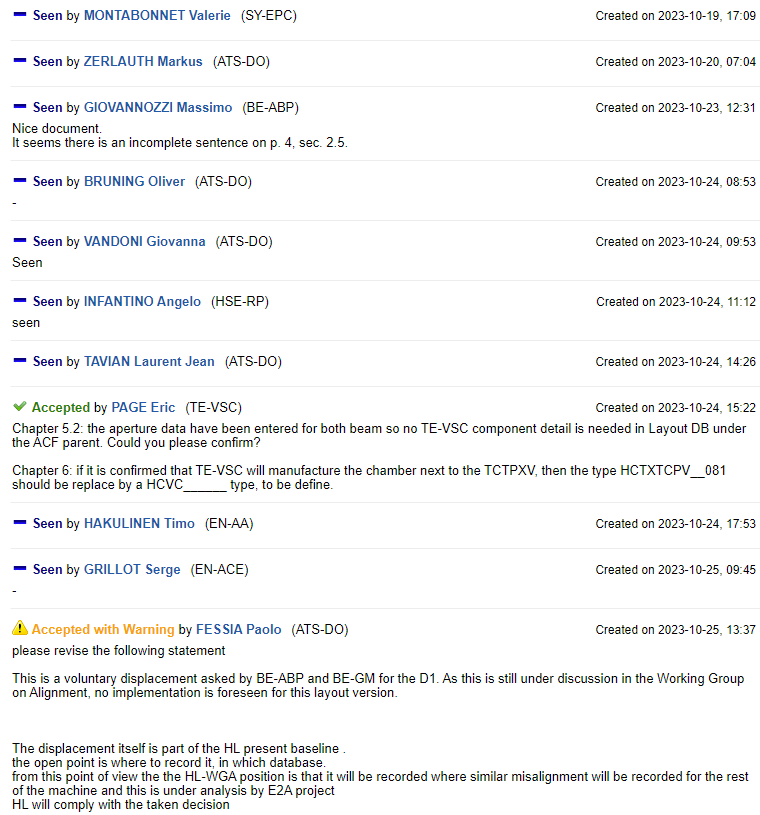 Seen by MONTABONNET Valerie (SY-EPC) Created on 2023-10-19, 17:09
Seen by ZERLAUTH Markus (ATS-DO) Created on 2023-10-20, 07:04
Seen by GIOVANNOZZI Massimo (BE-ABP) Created on 2023-10-23, 12:31
Nice document.
It seems there is an incomplete sentence on p. 4, sec. 2.5.
Seen by BRUNING Oliver (ATS-DO) Created on 2023-10-24, 08:53
-
Seen by VANDONI Giovanna (ATS-DO) Created on 2023-10-24, 09:53
Seen
Seen by INFANTINO Angelo (HSE-RP) Created on 2023-10-24, 11:12
seen
Seen by TAVIAN Laurent Jean (ATS-DO) Created on 2023-10-24, 14:26
Accepted by PAGE Eric (TE-VSC) Created on 2023-10-24, 15:22
Chapter 5.2: the aperture data have been entered for both beam so no TE-VSC component detail is needed in Layout DB under
the ACF parent. Could you please confirm?
Chapter 6: if it is confirmed that TE-VSC will manufacture the chamber next to the TCTPXV, then the type HCTXTCPV__081
should be replace by a HCVC______ type, to be define.
Seen by HAKULINEN Timo (EN-AA) Created on 2023-10-24, 17:53
Seen by GRILLOT Serge (EN-ACE) Created on 2023-10-25, 09:45
-
Accepted with Warning by FESSIA Paolo (ATS-DO) Created on 2023-10-25, 13:37
please revise the following statement
This is a voluntary displacement asked by BE-ABP and BE-GM for the D1. As this is still under discussion in the Working Group
on Alignment, no implementation is foreseen for this layout version.
The displacement itself is part of the HL present baseline .
the open point is where to record it, in which database.
from this point of view the the HL-WGA position is that it will be recorded where similar misalignment will be recorded for the rest
of the machine and this is under analysis by E2A project
HL will comply with the taken decision